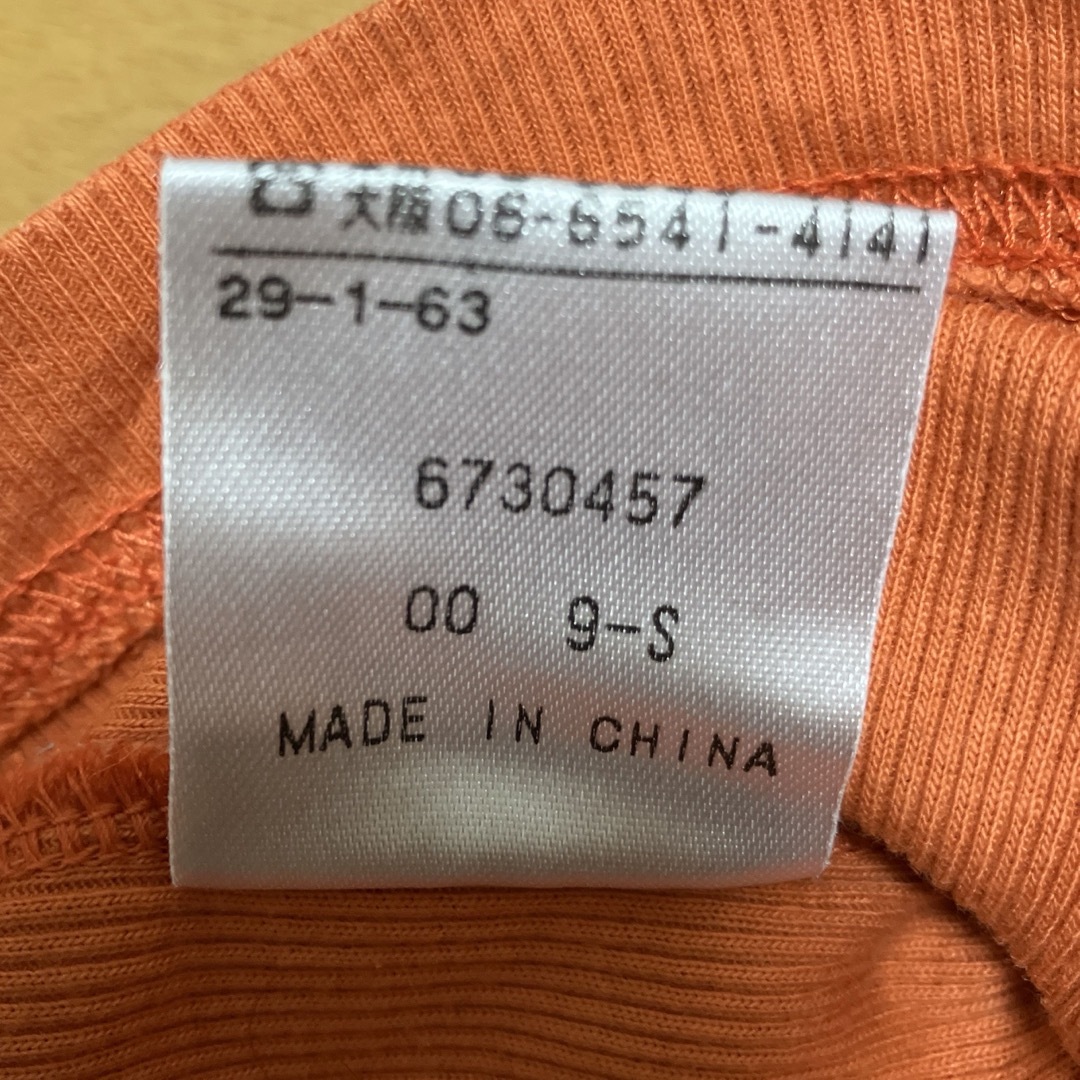 大阪06-6541-4141
29-1-63
6730457
00 9-S
MADE IN CHINA